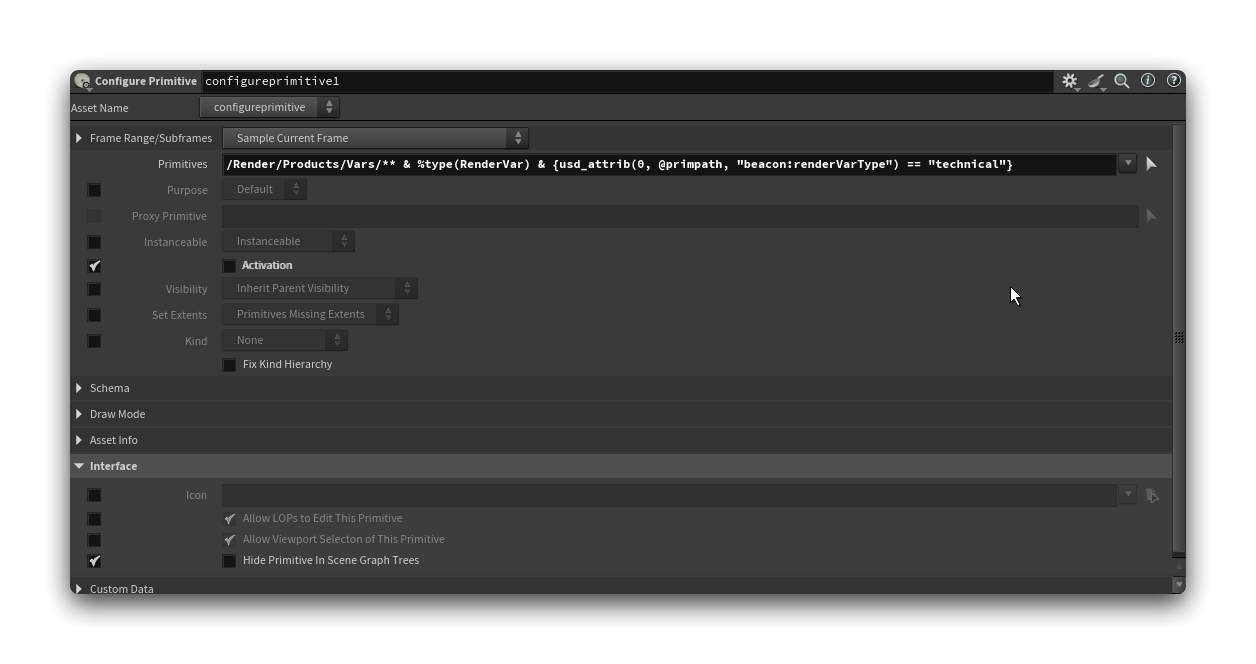 Configure Primitive configureprimitive1
Asset Name configureprimitive
Frame Range/Subframes Sample Current Frame
Primitives /Render/Products/Vars/** & %type(RenderVar) & {usd_attrib(0, @primpath, "beacon:renderVarType") == "technical"}
Purpose Default
Proxy Primitive
Instanceable Instanceable
Activation
Visibility Inherit Parent Visibility
Set Extents Primitives Missing Extents
Kind None
Fix Kind Hierarchy
Schema
Draw Mode
Asset Info
Interface
Icon
Allow LOPs to Edit This Primitive
Allow Viewport Selecton of This Primitive
Hide Primitive In Scene Graph Trees
Custom Data